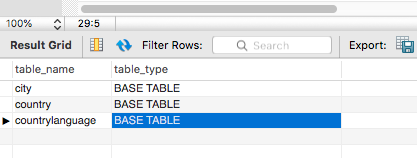 100% 29:5
Result Grid Filter Rows: Search Export:
table_name table_type
city BASE TABLE
country BASE TABLE
countrylanguage BASE TABLE